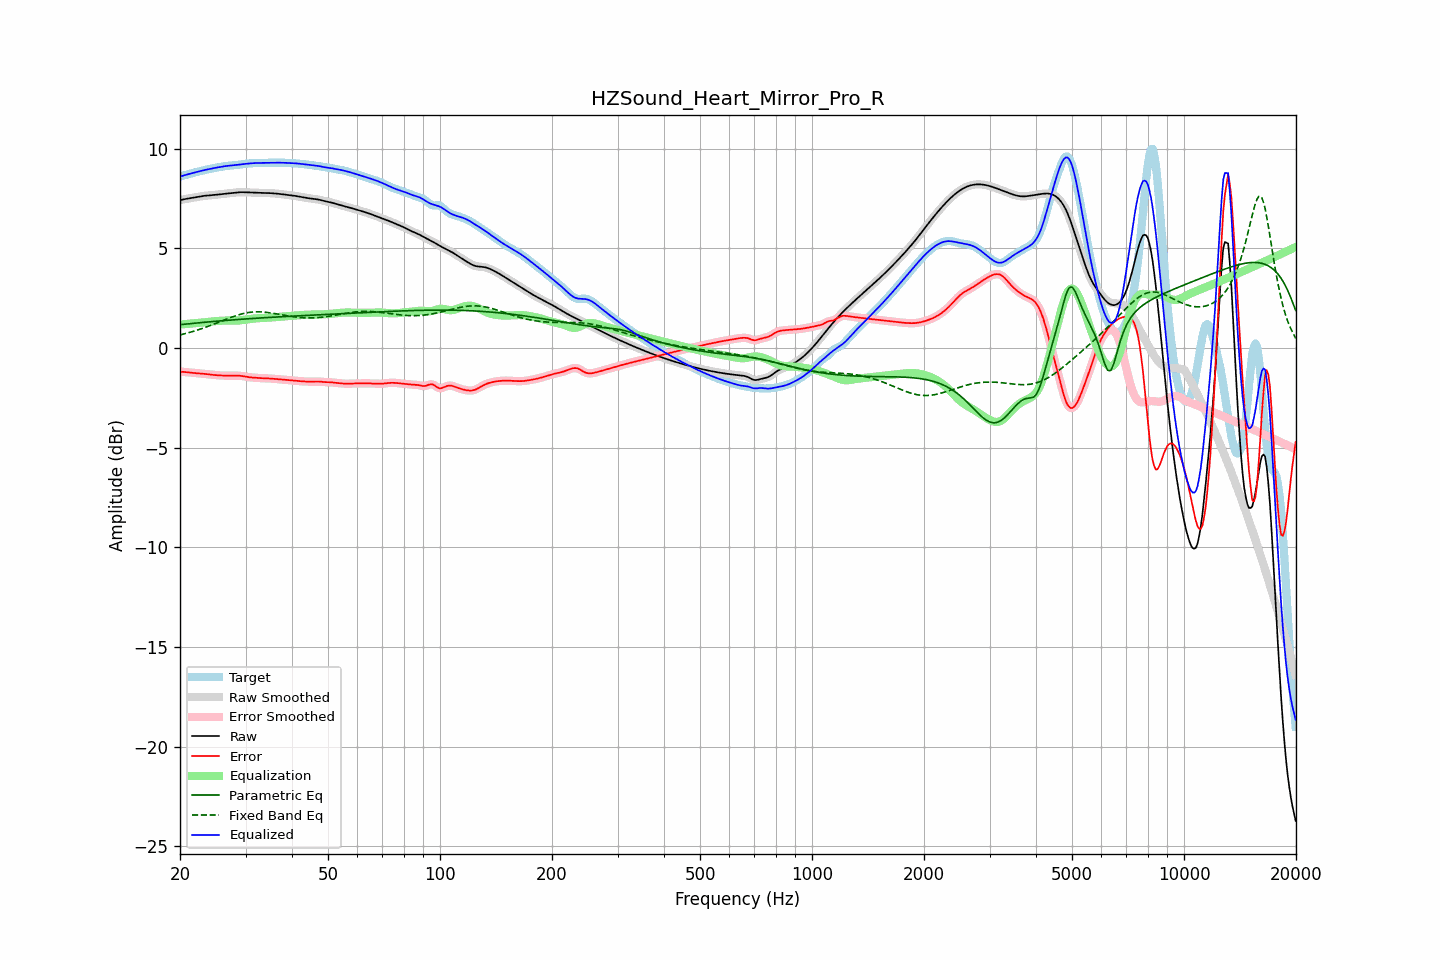 HZSound_Heart_Mirror_Pro_R
10
5
0
−5
−10
−15
−20
−25
Amplitude (dBr)
Target
Raw Smoothed
Error Smoothed
Raw
Error
Equalization
Parametric Eq
Fixed Band Eq
Equalized
20 50 100 200 500 1000 2000 5000 10000 20000
Frequency (Hz)